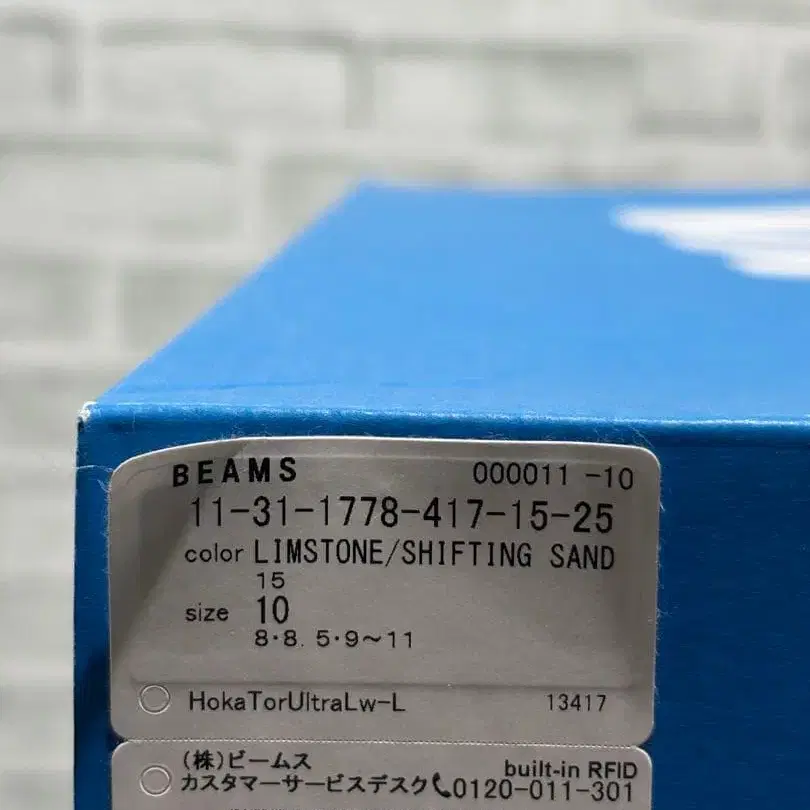 BEAMS 000011 -10
11-31-1778-417-15-25
color LIMSTONE/SHIFTING SAND
15
size 10
8・8.5・9〜11
HokaTorUltraLw-L 13417
(株)ビームス built-in RFID
カスタマーサービスデスク 0120-011-301